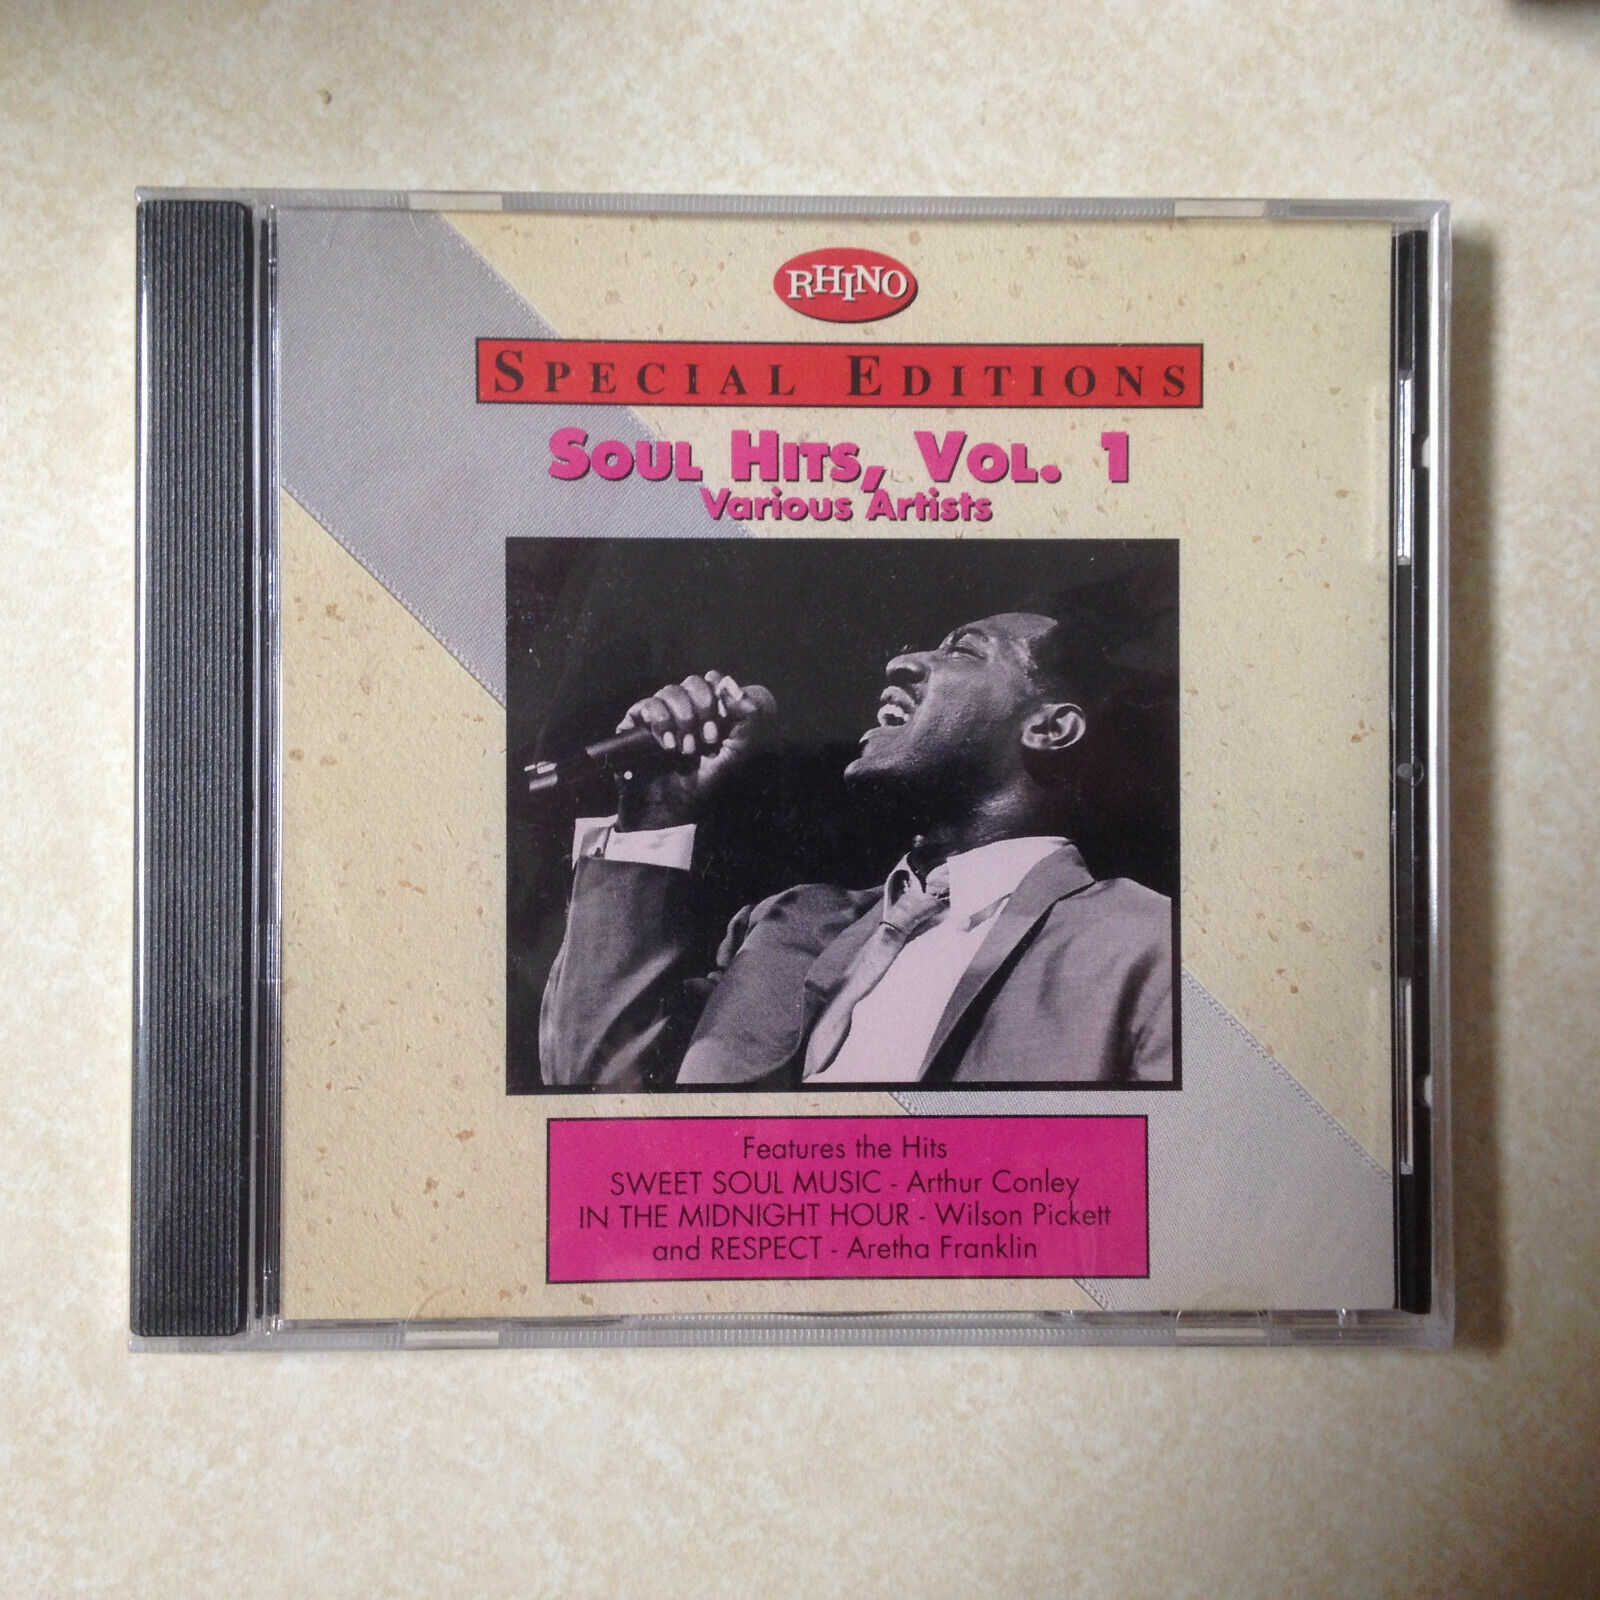 RHINO
SPECIAL EDITIONS
SOUL HITS, VOL. 1
Various Artists
Features the Hits
SWEET SOUL MUSIC - Arthur Conley
IN THE MIDNIGHT HOUR - Wilson Pickett
and RESPECT - Aretha Franklin